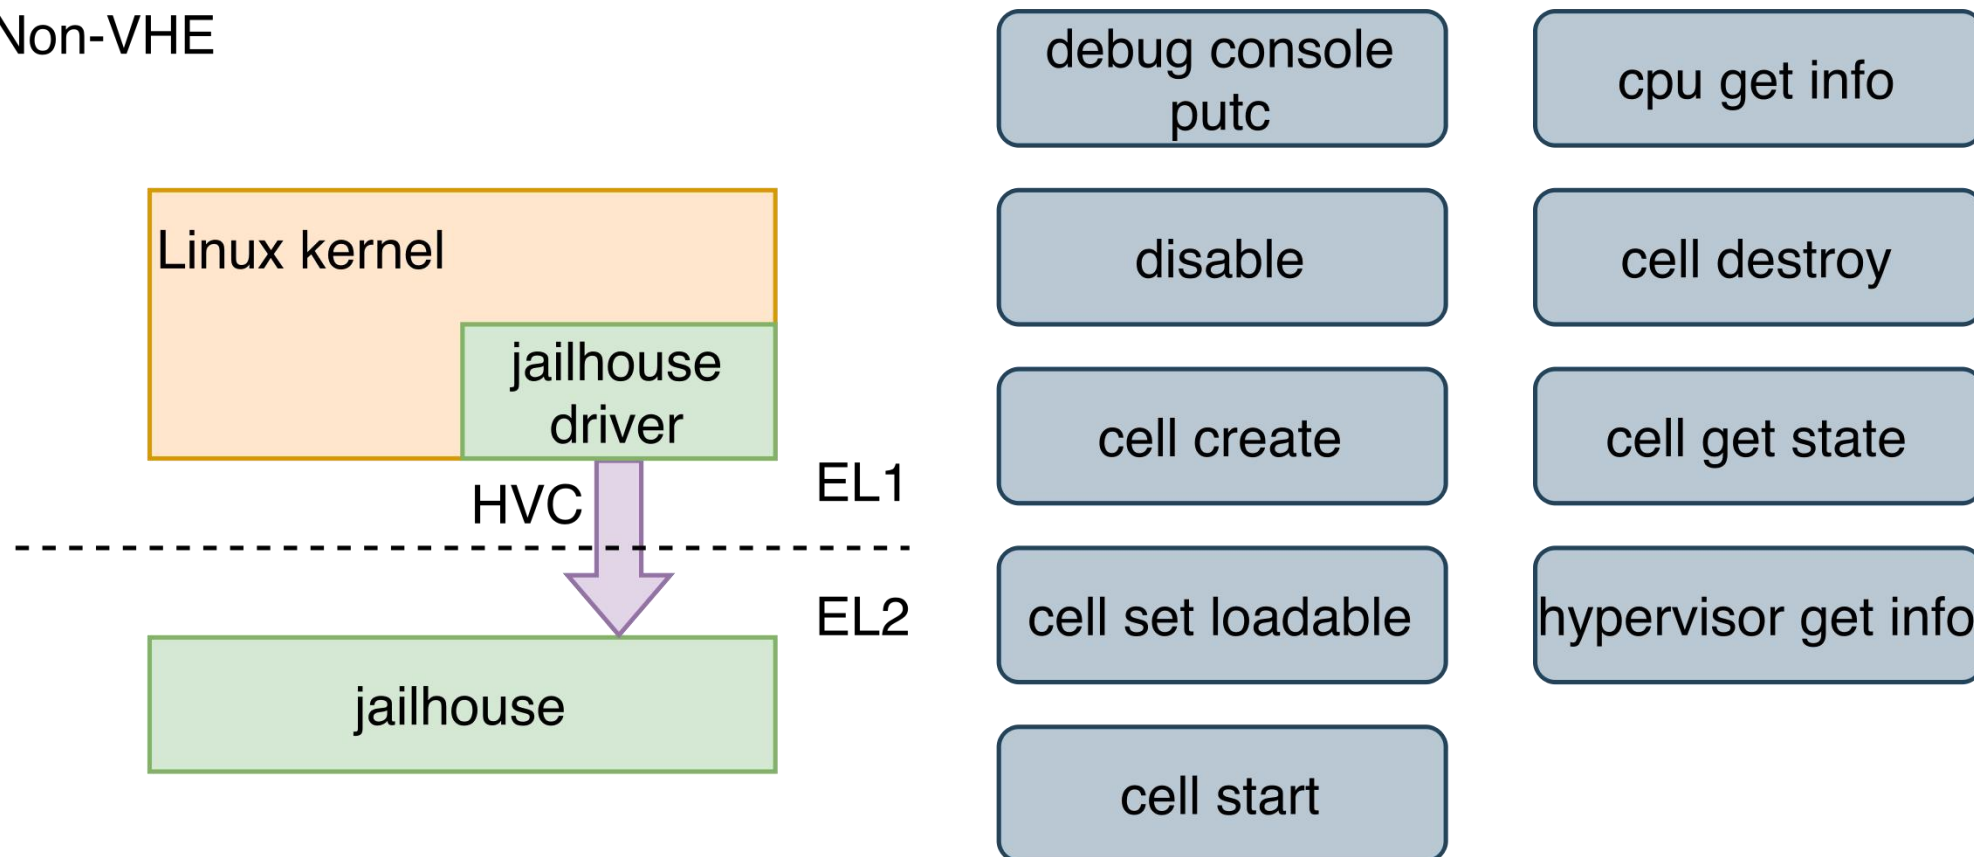 Non-VHE
Linux kernel
jailhouse
driver
HVC
EL1
EL2
jailhouse
debug console
putc
cpu get info
disable
cell destroy
cell create
cell get state
cell set loadable
hypervisor get info
cell start